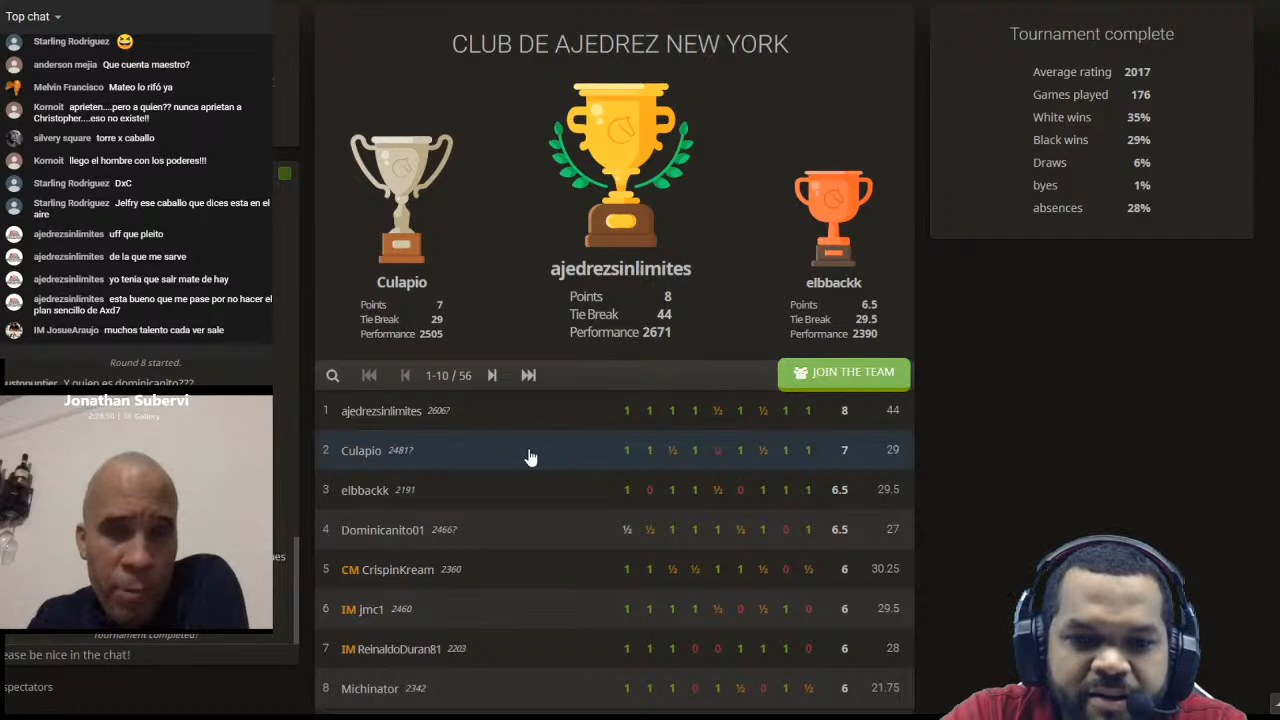 Top chat
Starling Rodriguez
anderson mejia Que cuenta maestro?
Melvin Francisco Mateo lo rifó ya
Komoit aprieten....pero a quien?? nunca aprietan a
Christopher....eso no existe!!
silvery square torre x caballo
Komoit llego el hombre con los poderes!!!
Starling Rodriguez DxC
Starling Rodriguez Jelfry ese caballo que dices esta en el
aire
ajedrezsinlimites uff que pleito
ajedrezsinlimites de la que me sarve
ajedrezsinlimites yo tenia que salr mate de hay
ajedrezsinlimites esta bueno que me pase por no hacer el
plan sencillo de Axd7
IM JosueAraujo muchos talento cada ver sale
Round 8 started.
Y quien es dominicanito???
Jonathan Subervi
Gallery
ues
Tournament completed!
ease be nice in the chat!
spectators
CLUB DE AJEDREZ NEW YORK
Culapio
Points 7
Tie Break 29
Performance 2505
ajedrezsinlimites
Points 8
Tie Break 44
Performance 2671
elbbackk
Points 6.5
Tie Break 29.5
Performance 2390
1-10 / 56
JOIN THE TEAM
1 ajedrezsinlimites 2606? 1 1 1 1 ½ 1 ½ 1 1 8 44
2 Culapio 2481? 1 1 ½ 1 0 1 ½ 1 1 7 29
3 elbbackk 2191 1 0 1 1 ½ 0 1 1 1 6.5 29.5
4 Dominicanito01 2466? ½ ½ 1 1 1 ½ 1 0 1 6.5 27
5 CM CrispinKream 2360 1 1 ½ ½ 1 1 ½ 0 ½ 6 30.25
6 IM jmc1 2460 1 1 1 1 ½ 0 ½ 1 0 6 29.5
7 IM ReinaldoDuran81 2203 1 1 1 0 0 1 1 1 0 6 28
8 Michinator 2342 1 1 1 0 1 ½ 0 1 ½ 6 21.75
Tournament complete
Average rating 2017
Games played 176
White wins 35%
Black wins 29%
Draws 6%
byes 1%
absences 28%